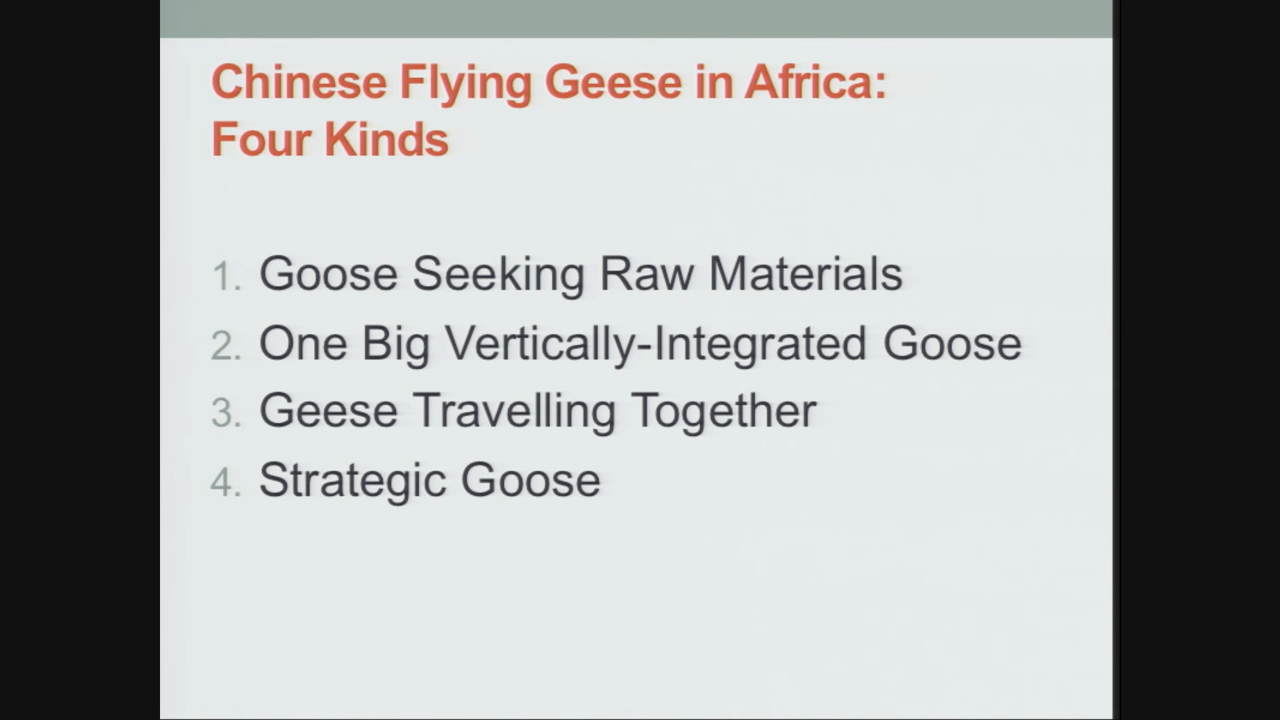 Chinese Flying Geese in Africa:
Four Kinds
1. Goose Seeking Raw Materials
2. One Big Vertically-Integrated Goose
3. Geese Travelling Together
4. Strategic Goose